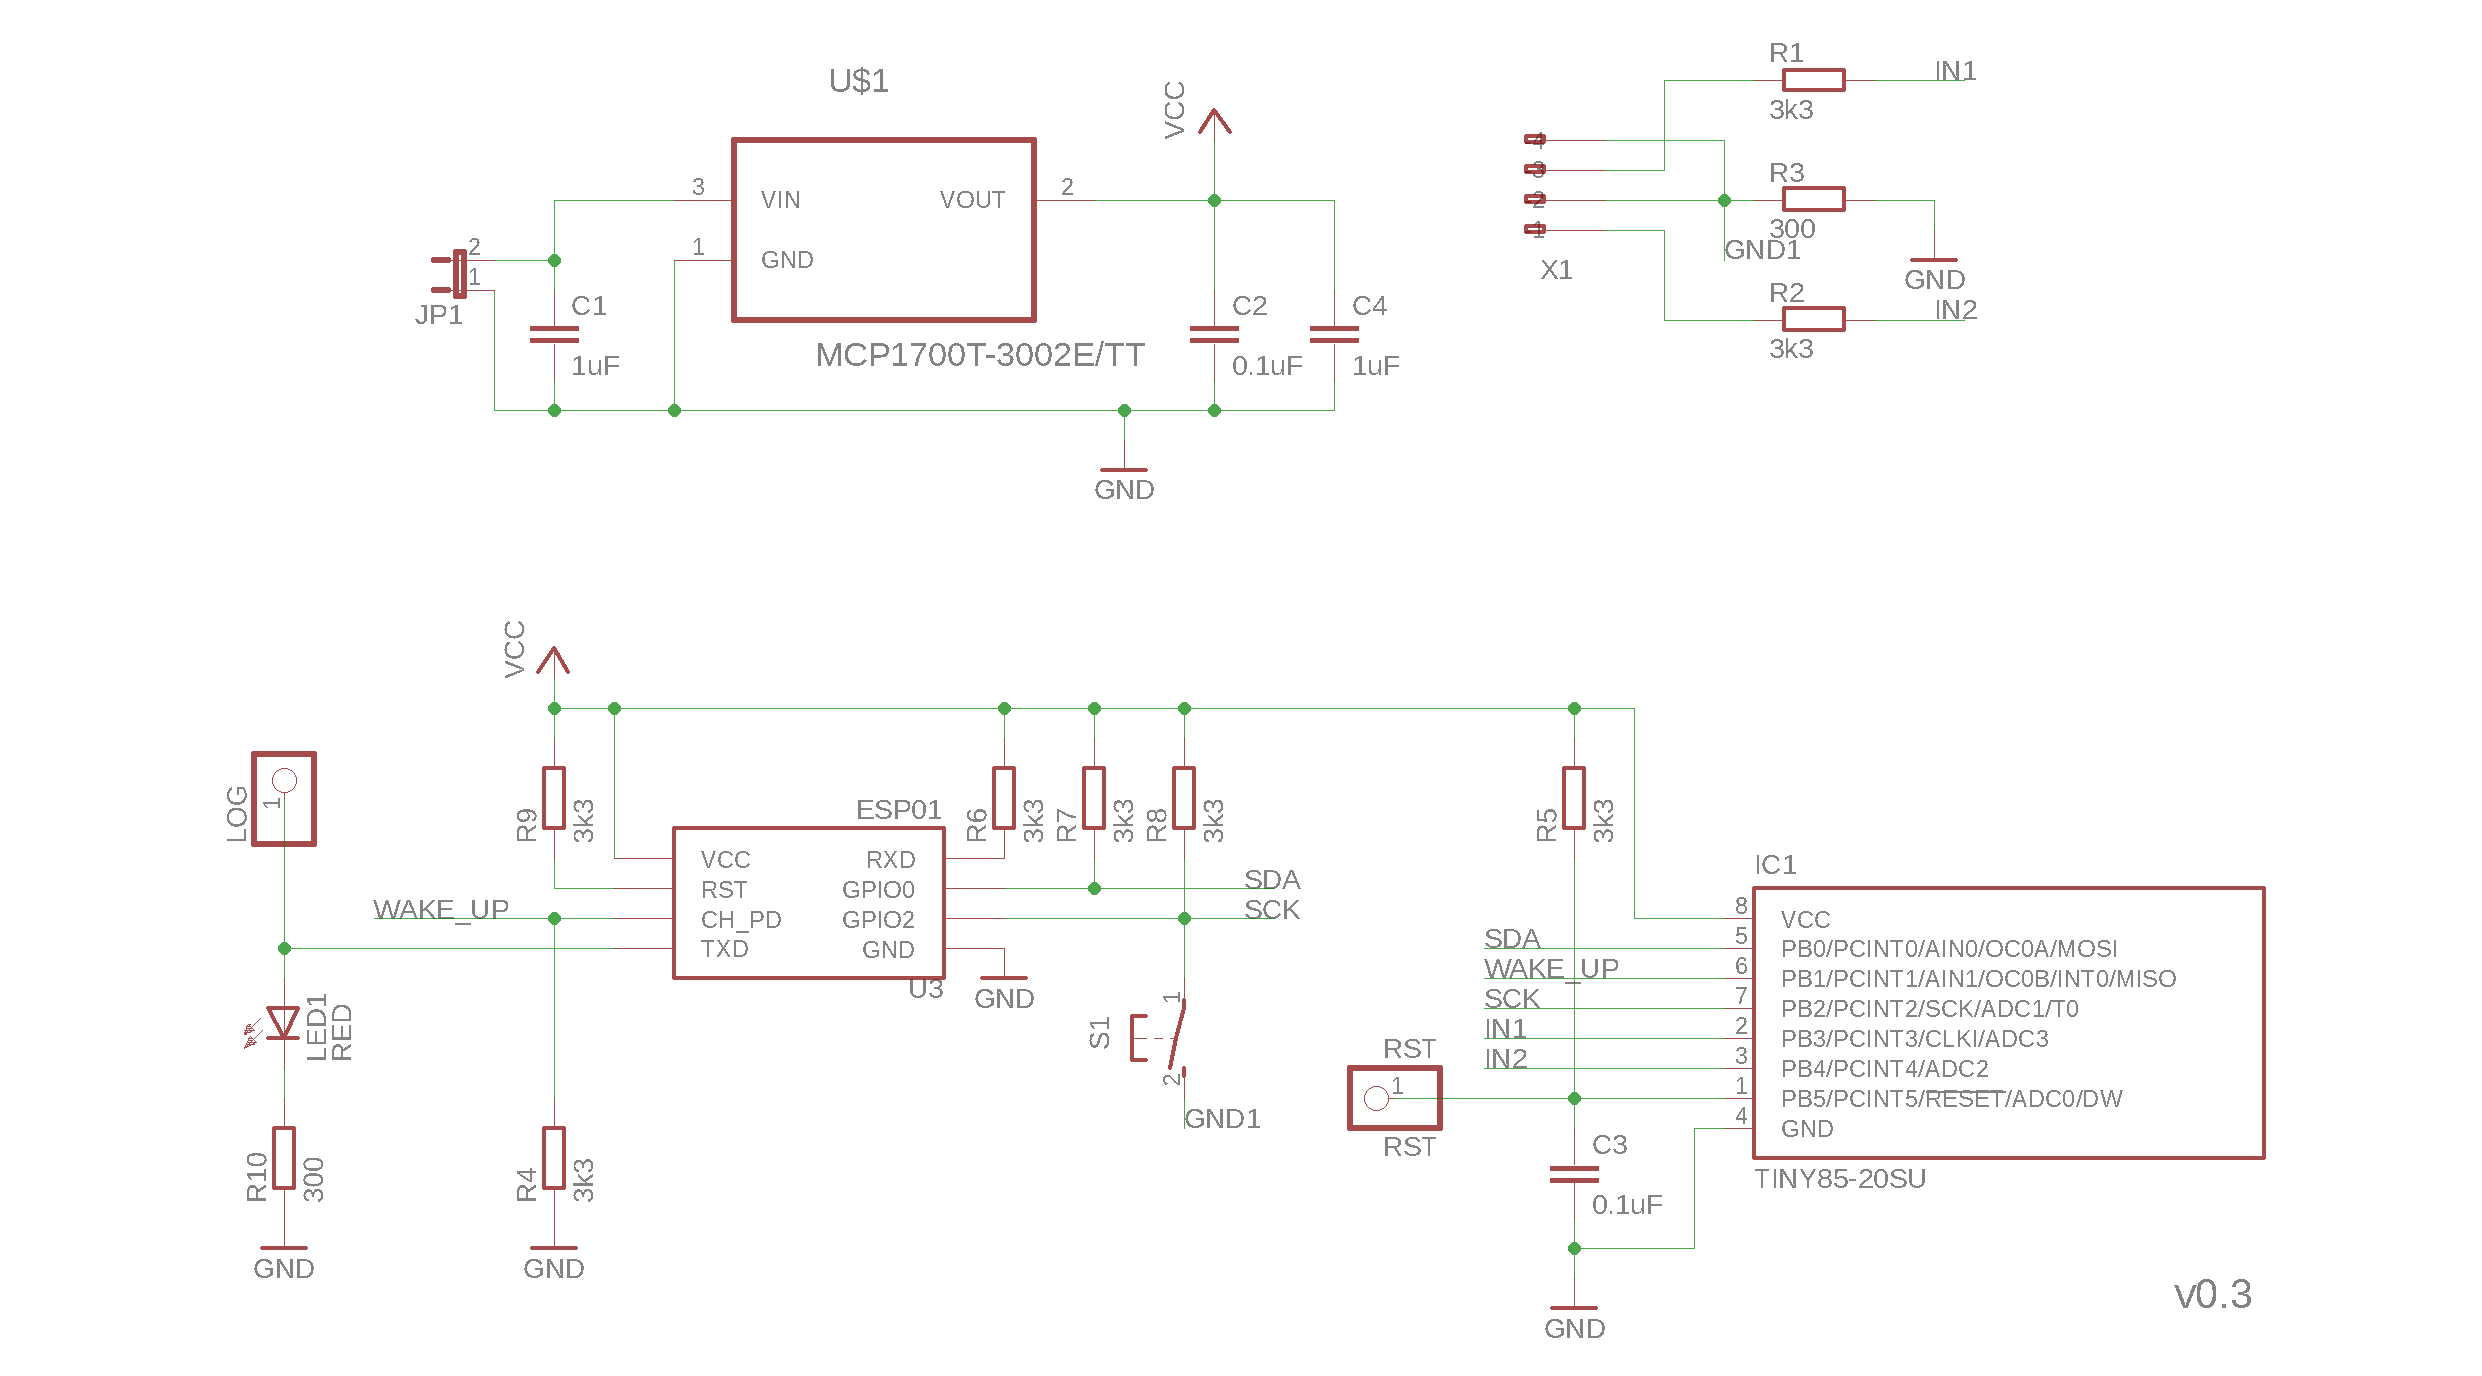 U$1
VCC
3
VIN
VOUT
2
1
GND
2
1
JP1
C1
1uF
MCP1700T-3002E/TT
C2
0.1uF
C4
1uF
GND
R1
IN1
3k3
4
3
2
1
X1
R3
300
GND1
GND
R2
IN2
3k3
VCC
LOG
1
R9
3k3
ESP01
R6
3k3
R7
3k3
R8
3k3
R5
3k3
VCC
RXD
RST
GPIO0
SDA
WAKE_UP
CH_PD
GPIO2
SCK
TXD
GND
U3
GND
LED1
RED
S1
1
2
GND1
R10
300
GND
R4
3k3
GND
IC1
8
VCC
SDA
5
PB0/PCINT0/AIN0/OC0A/MOSI
WAKE_UP
6
PB1/PCINT1/AIN1/OC0B/INT0/MISO
SCK
7
PB2/PCINT2/SCK/ADC1/T0
IN1
2
PB3/PCINT3/CLKI/ADC3
IN2
3
PB4/PCINT4/ADC2
RST
1
1
PB5/PCINT5/RESET/ADC0/DW
4
GND
RST
C3
0.1uF
TINY85-20SU
GND
v0.3